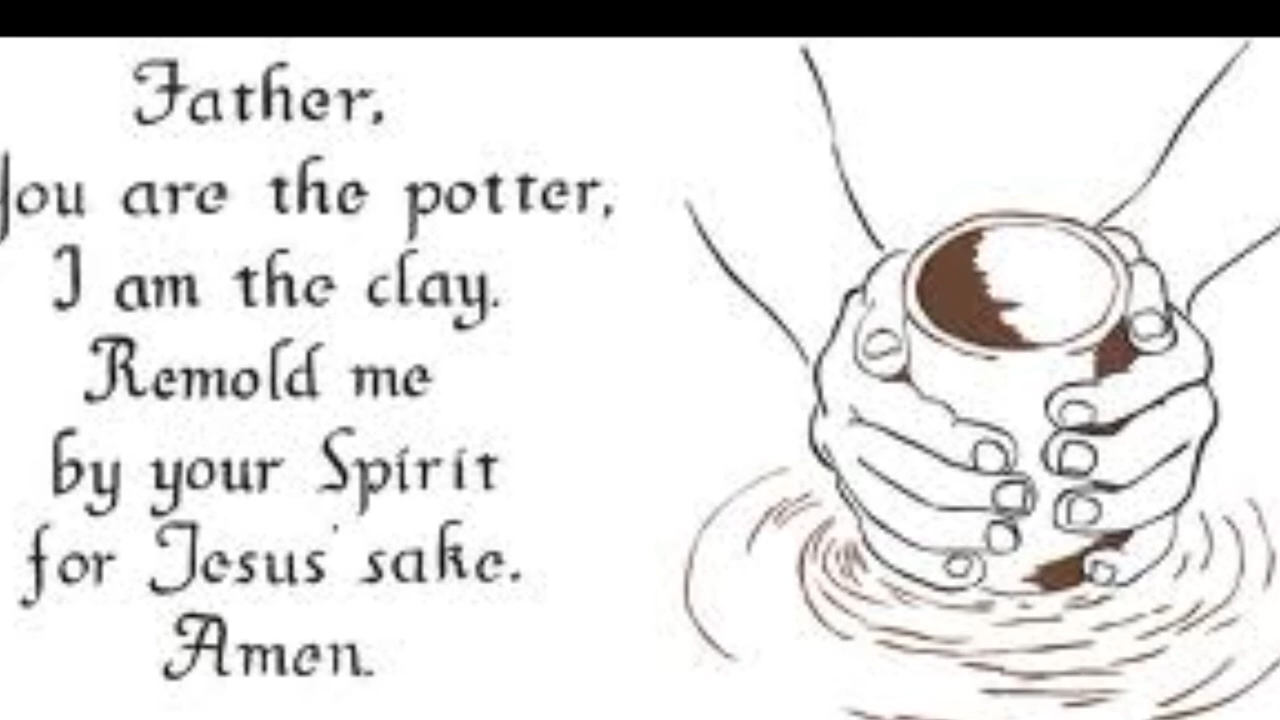 Father,
You are the potter,
I am the clay.
Remold me
by your Spirit
for Jesus' sake.
Amen.